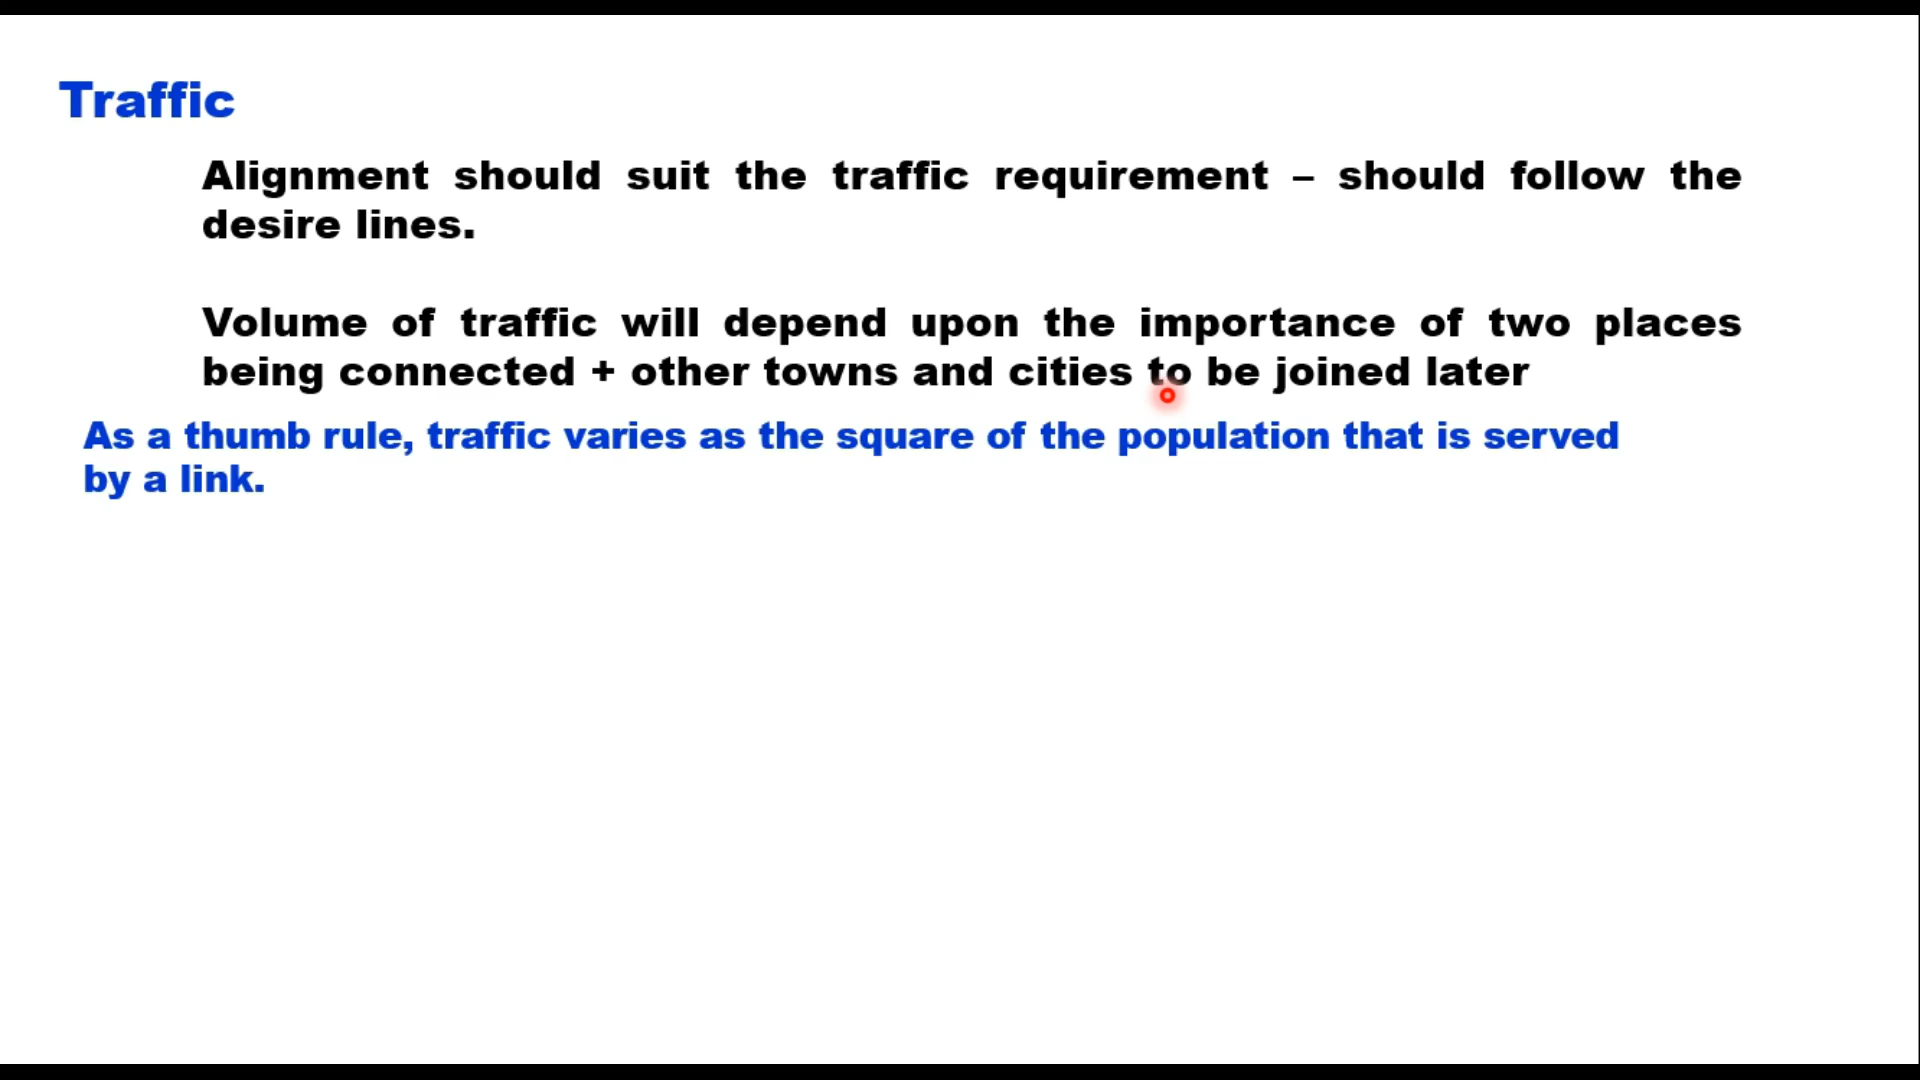 Traffic
Alignment should suit the traffic requirement – should follow the
desire lines.
Volume of traffic will depend upon the importance of two places
being connected + other towns and cities to be joined later
As a thumb rule, traffic varies as the square of the population that is served
by a link.